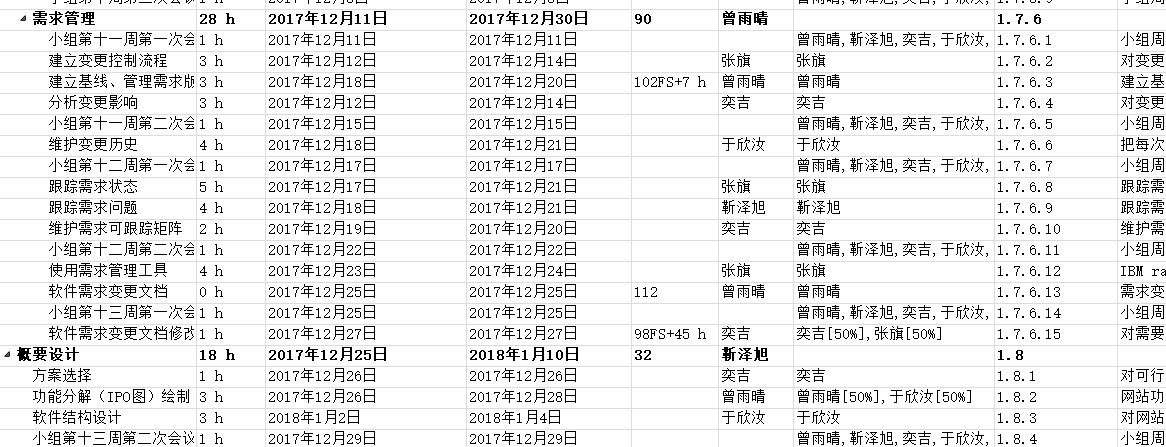 需求管理 28 h 2017年12月11日 2017年12月30日 90 曾雨晴 1.7.6
小组第十一周第一次会 1 h 2017年12月11日 2017年12月11日 曾雨晴,靳泽旭,奕吉,于欣汝, 1.7.6.1 小组周
建立变更控制流程 3 h 2017年12月12日 2017年12月14日 张旗 张旗 1.7.6.2 对变更
建立基线、管理需求版 3 h 2017年12月18日 2017年12月20日 102FS+7 h 曾雨晴 曾雨晴 1.7.6.3 建立基
分析变更影响 3 h 2017年12月12日 2017年12月14日 奕吉 奕吉 1.7.6.4 对变更
小组第十一周第二次会 1 h 2017年12月15日 2017年12月15日 曾雨晴,靳泽旭,奕吉,于欣汝, 1.7.6.5 小组周
维护变更历史 4 h 2017年12月18日 2017年12月21日 于欣汝 于欣汝 1.7.6.6 把每次
小组第十二周第一次会 1 h 2017年12月17日 2017年12月17日 曾雨晴,靳泽旭,奕吉,于欣汝, 1.7.6.7 小组周
跟踪需求状态 5 h 2017年12月17日 2017年12月21日 张旗 张旗 1.7.6.8 跟踪需
跟踪需求问题 4 h 2017年12月18日 2017年12月21日 靳泽旭 靳泽旭 1.7.6.9 跟踪需
维护需求可跟踪矩阵 2 h 2017年12月19日 2017年12月20日 奕吉 奕吉 1.7.6.10 维护需
小组第十二周第二次会 1 h 2017年12月22日 2017年12月22日 曾雨晴,靳泽旭,奕吉,于欣汝, 1.7.6.11 小组周
使用需求管理工具 4 h 2017年12月23日 2017年12月24日 张旗 张旗 1.7.6.12 IBM ra
软件需求变更文档 0 h 2017年12月25日 2017年12月25日 112 曾雨晴 曾雨晴 1.7.6.13 需求变
小组第十三周第一次会 1 h 2017年12月25日 2017年12月25日 曾雨晴,靳泽旭,奕吉,于欣汝, 1.7.6.14 小组周
软件需求变更文档修改 1 h 2017年12月27日 2017年12月27日 98FS+45 h 奕吉 奕吉[50%],张旗[50%] 1.7.6.15 对需要
概要设计 18 h 2017年12月25日 2018年1月10日 32 靳泽旭 1.8
方案选择 1 h 2017年12月26日 2017年12月26日 奕吉 奕吉 1.8.1 对可行
功能分解（IPO图）绘制 3 h 2017年12月26日 2017年12月28日 曾雨晴 曾雨晴[50%],于欣汝[50%] 1.8.2 网站功
软件结构设计 3 h 2018年1月2日 2018年1月4日 于欣汝 于欣汝 1.8.3 对网站
小组第十三周第二次会议 1 h 2017年12月29日 2017年12月29日 曾雨晴,靳泽旭,奕吉,于欣汝, 1.8.4 小组周